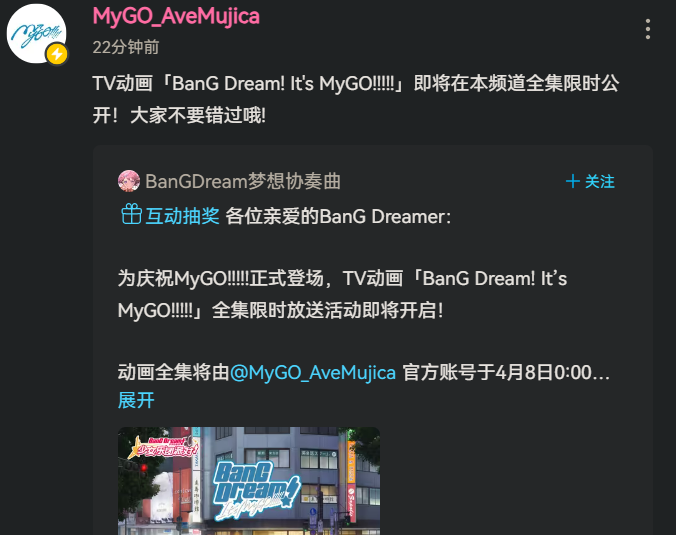 MyGO_AveMujica
22分钟前
TV动画「BanG Dream! It's MyGO!!!!!」即将在本频道全集限时公
开！大家不要错过哦!
BanGDream梦想协奏曲
+ 关注
互动抽奖 各位亲爱的BanG Dreamer：
为庆祝MyGO!!!!!正式登场，TV动画「BanG Dream! It’s
MyGO!!!!!」全集限时放送活动即将开启！
动画全集将由@MyGO_AveMujica 官方账号于4月8日0:00...
展开
BanG Dream!
少女乐团派对!
BanG
Dream!
It's MyGO!!!!!